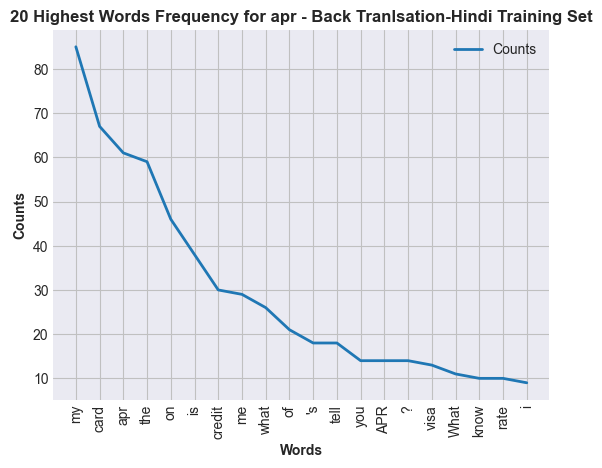 20 Highest Words Frequency for apr - Back Tranlsation-Hindi Training Set
Counts
80
70
60
50
40
30
20
10
Counts
my
card
apr
the
on
is
credit
me
what
of
's
tell
you
APR
?
visa
What
know
rate
i
Words